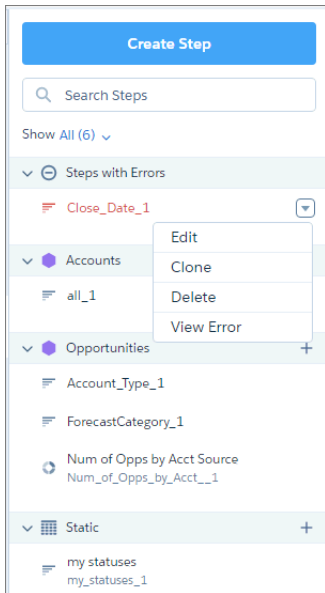 Create Step
Search Steps
Show All (6)
Steps with Errors
Close_Date_1
Edit
Clone
Delete
View Error
Accounts
all_1
Opportunities
Account_Type_1
ForecastCategory_1
Num of Opps by Acct Source
Num_of_Opps_by_Acct__1
Static
my statuses
my_statuses_1